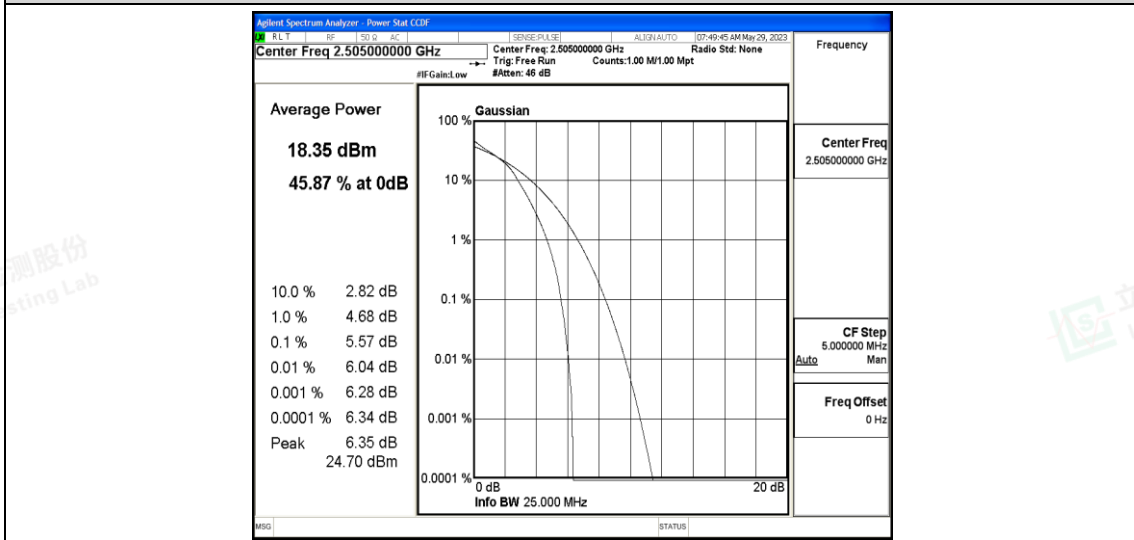 Agilent Spectrum Analyzer - Power Stat CCDF
RLT RF 50 Ω AC SENSE:PULSE ALIGNAUTO 07:49:45 AM May 29, 2023
Center Freq 2.505000000 GHz
Center Freq: 2.505000000 GHz Radio Std: None
Trig: Free Run Counts:1.00 M/1.00 Mpt
#IFGain:Low #Atten: 46 dB
Frequency
Average Power
18.35 dBm
45.87 % at 0dB
10.0 % 2.82 dB
1.0 % 4.68 dB
0.1 % 5.57 dB
0.01 % 6.04 dB
0.001 % 6.28 dB
0.0001 % 6.34 dB
Peak 6.35 dB
24.70 dBm
Gaussian
100 %
10 %
1 %
0.1 %
0.01 %
0.001 %
0.0001 %
0 dB 20 dB
Info BW 25.000 MHz
Center Freq
2.505000000 GHz
CF Step
5.000000 MHz
Auto Man
Freq Offset
0 Hz
MSG STATUS
测股份
sting Lab